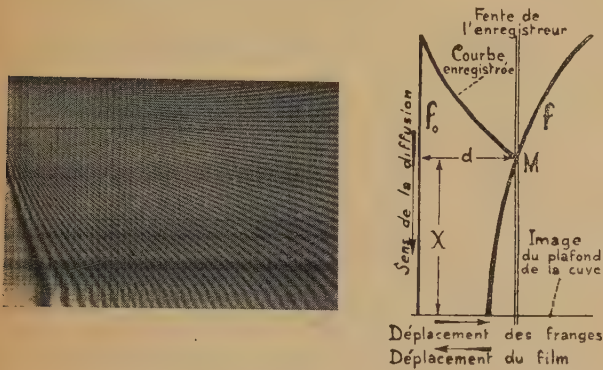 Fente de
l'enregistreur
Courbe
enregistrée
Sens de la diffusion
f₀
f
d
M
X
Image
du plafond
de la cuve
Déplacement des franges
Déplacement du film